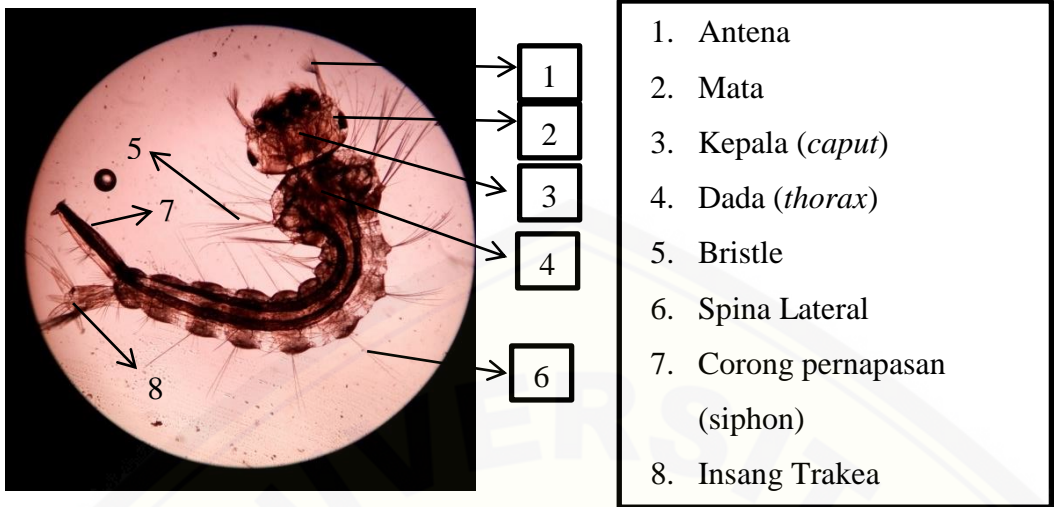 1
2
3
4
5
6
7
8
1. Antena
2. Mata
3. Kepala (caput)
4. Dada (thorax)
5. Bristle
6. Spina Lateral
7. Corong pernapasan
(siphon)
8. Insang Trakea